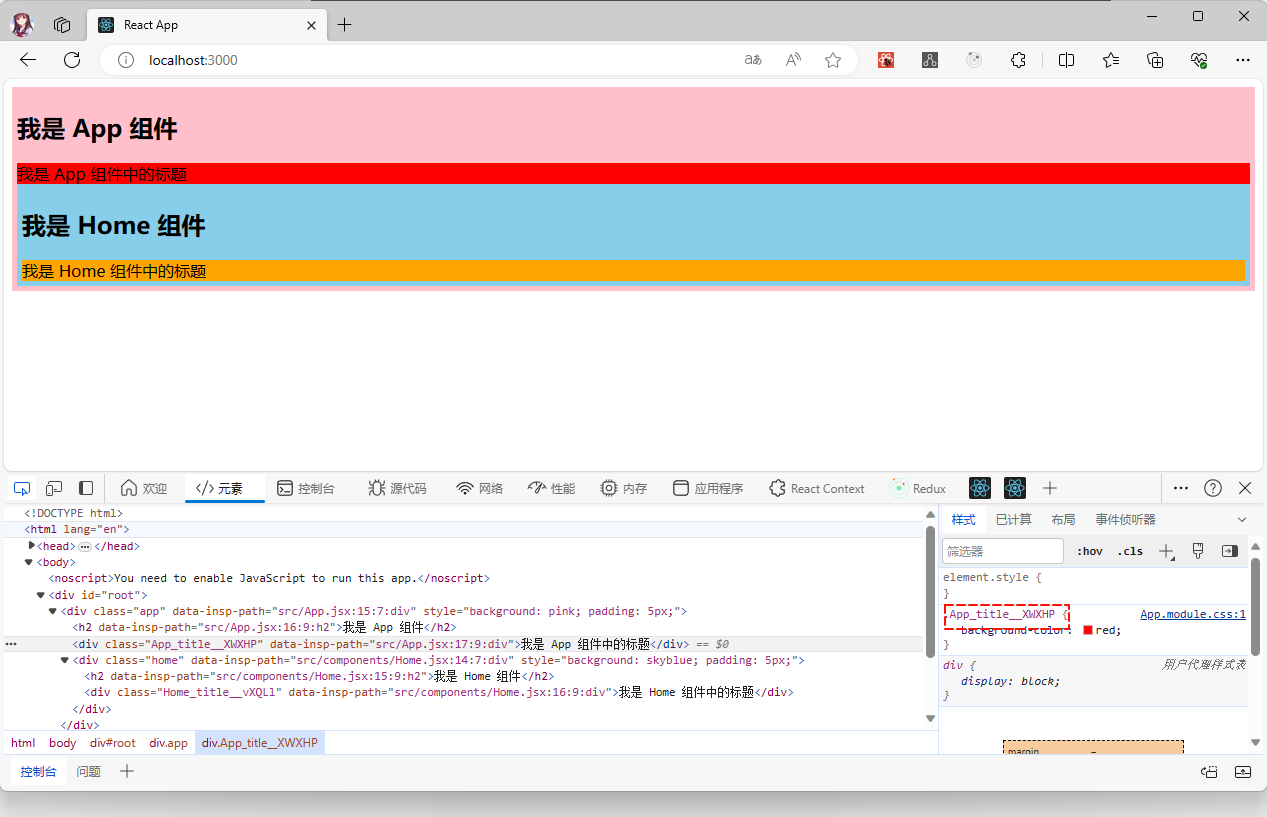 React App
localhost:3000
我是 App 组件
我是 App 组件中的标题
我是 Home 组件
我是 Home 组件中的标题
欢迎 元素 控制台 源代码 网络 性能 内存 应用程序 React Context Redux
<!DOCTYPE html>
<html lang="en">
<head> </head>
<body>
<noscript>You need to enable JavaScript to run this app.</noscript>
<div id="root">
<div class="app" data-insp-path="src/App.jsx:15:7:div" style="background: pink; padding: 5px;">
<h2 data-insp-path="src/App.jsx:16:9:h2">我是 App 组件</h2>
<div class="App_title__XWXHP" data-insp-path="src/App.jsx:17:9:div">我是 App 组件中的标题</div> == $0
<div class="home" data-insp-path="src/components/Home.jsx:14:7:div" style="background: skyblue; padding: 5px;">
<h2 data-insp-path="src/components/Home.jsx:15:9:h2">我是 Home 组件</h2>
<div class="Home_title__vXQLl" data-insp-path="src/components/Home.jsx:16:9:div">我是 Home 组件中的标题</div>
</div>
</div>
html body div#root div.app div.App_title__XWXHP
样式 已计算 布局 事件侦听器
筛选器 :hov .cls
element.style {
}
.App_title__XWXHP { App.module.css:1
background-color: red;
}
div { 用户代理样式表
display: block;
}
margin
控制台 问题